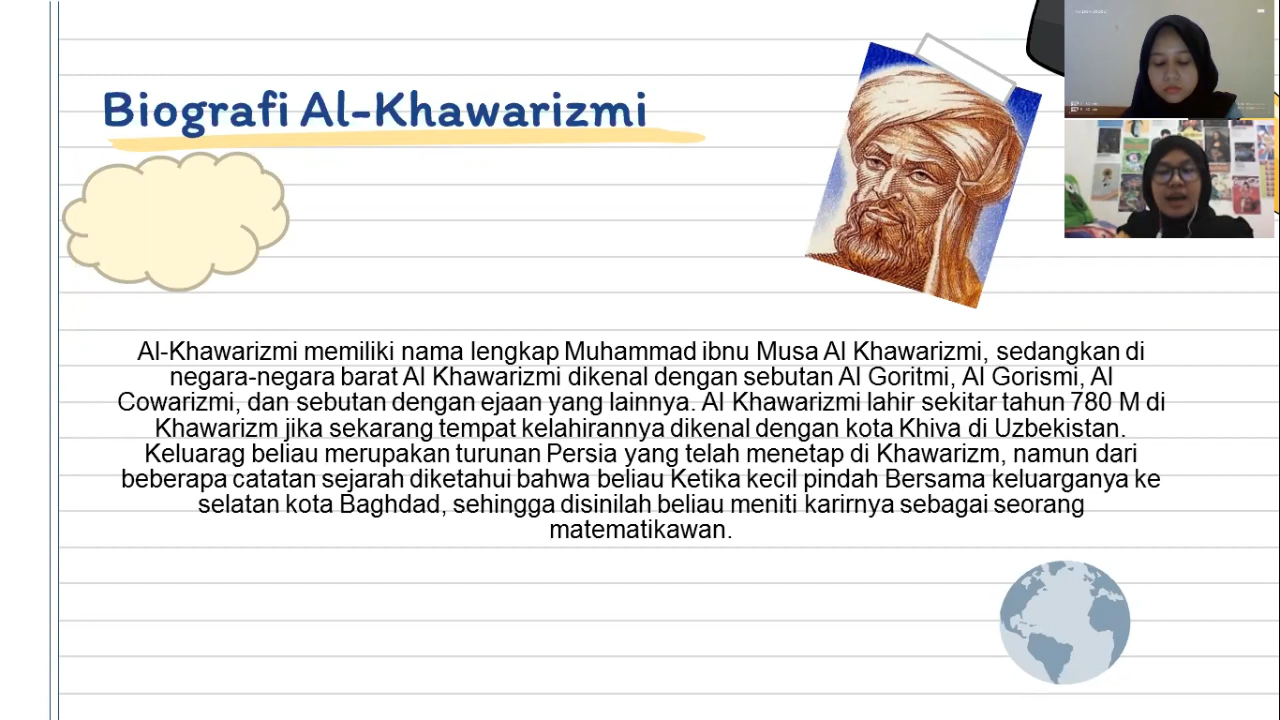 Biografi Al-Khawarizmi
Al-Khawarizmi memiliki nama lengkap Muhammad ibnu Musa Al Khawarizmi, sedangkan di
negara-negara barat Al Khawarizmi dikenal dengan sebutan Al Goritmi, Al Gorismi, Al
Cowarizmi, dan sebutan dengan ejaan yang lainnya. Al Khawarizmi lahir sekitar tahun 780 M di
Khawarizm jika sekarang tempat kelahirannya dikenal dengan kota Khiva di Uzbekistan.
Keluarag beliau merupakan turunan Persia yang telah menetap di Khawarizm, namun dari
beberapa catatan sejarah diketahui bahwa beliau Ketika kecil pindah Bersama keluarganya ke
selatan kota Baghdad, sehingga disinilah beliau meniti karirnya sebagai seorang
matematikawan.